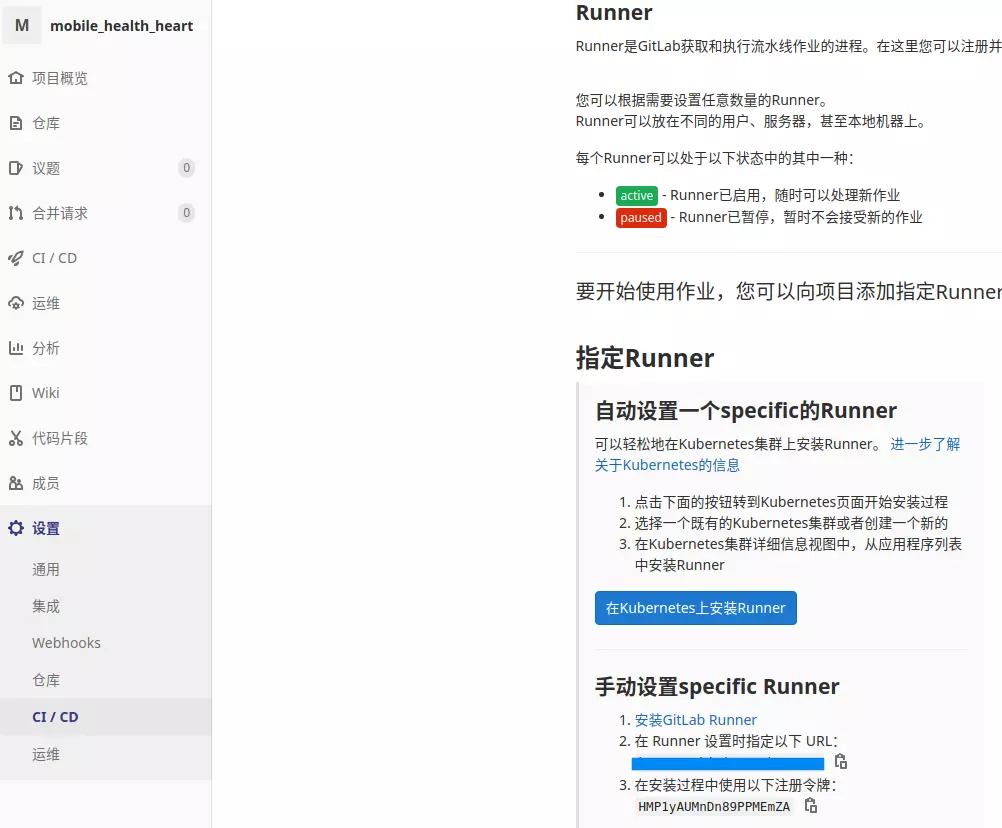 M mobile_health_heart
项目概览
仓库
议题 0
合并请求 0
CI / CD
运维
分析
Wiki
代码片段
成员
设置
通用
集成
Webhooks
仓库
CI / CD
运维
Runner
Runner是GitLab获取和执行流水线作业的进程。在这里您可以注册并
您可以根据需要设置任意数量的Runner。
Runner可以放在不同的用户、服务器，甚至本地机器上。
每个Runner可以处于以下状态中的其中一种：
active - Runner已启用，随时可以处理新作业
paused - Runner已暂停，暂时不会接受新的作业
要开始使用作业，您可以向项目添加指定Runner
指定Runner
自动设置一个specific的Runner
可以轻松地在Kubernetes集群上安装Runner。 进一步了解
关于Kubernetes的信息
1. 点击下面的按钮转到Kubernetes页面开始安装过程
2. 选择一个既有的Kubernetes集群或者创建一个新的
3. 在Kubernetes集群详细信息视图中，从应用程序列表
中安装Runner
在Kubernetes上安装Runner
手动设置specific Runner
1. 安装GitLab Runner
2. 在 Runner 设置时指定以下 URL：
3. 在安装过程中使用以下注册令牌：
HMP1yAUMnDn89PPMEmZA